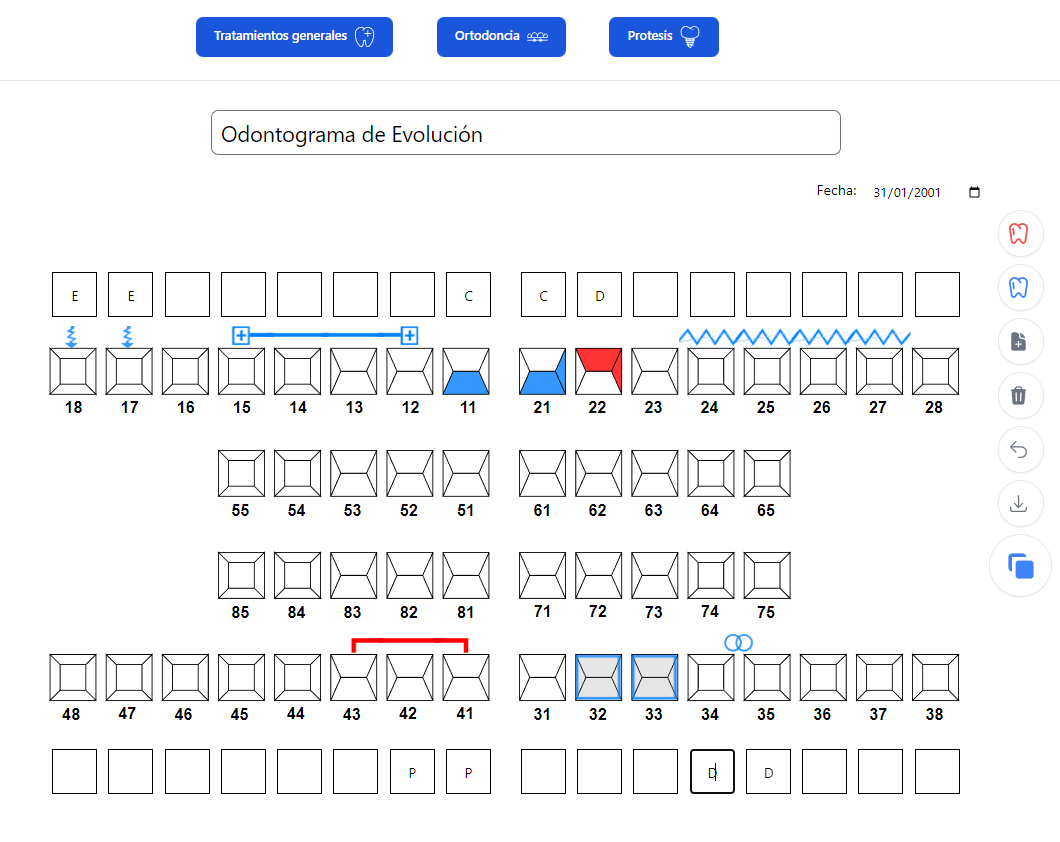 Tratamientos generales Ortodoncia Protesis
Odontograma de Evolución
Fecha: 31/01/2001
E E C C D
18 17 16 15 14 13 12 11 21 22 23 24 25 26 27 28
55 54 53 52 51 61 62 63 64 65
85 84 83 82 81 71 72 73 74 75
48 47 46 45 44 43 42 41 31 32 33 34 35 36 37 38
P P D D